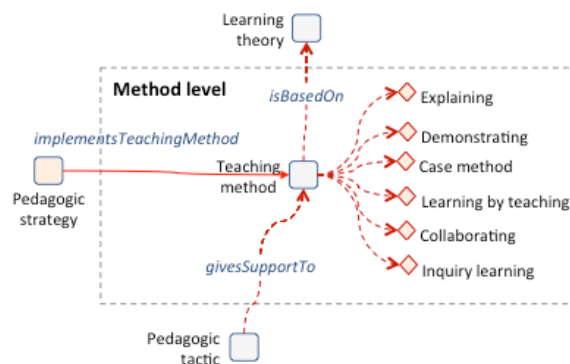 Learning
theory
Method level
isBasedOn
Explaining
implementsTeachingMethod
Demonstrating
Teaching
method
Case method
Pedagogic
strategy
Learning by teaching
Collaborating
givesSupportTo
Inquiry learning
Pedagogic
tactic